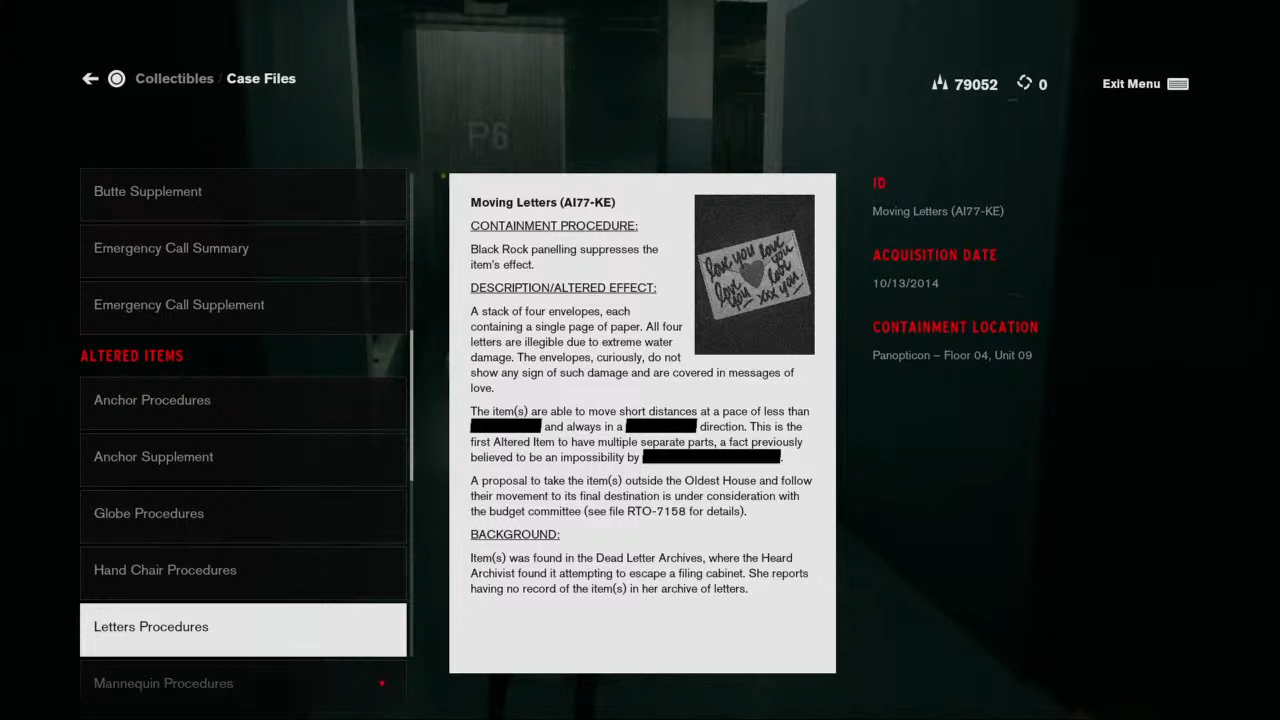 Collectibles / Case Files
79052
0
Exit Menu
P6
Butte Supplement
Emergency Call Summary
Emergency Call Supplement
ALTERED ITEMS
Anchor Procedures
Anchor Supplement
Globe Procedures
Hand Chair Procedures
Letters Procedures
Mannequin Procedures
Moving Letters (AI77-KE)
CONTAINMENT PROCEDURE:
Black Rock panelling suppresses the
item's effect.
DESCRIPTION/ALTERED EFFECT:
A stack of four envelopes, each
containing a single page of paper. All four
letters are illegible due to extreme water
damage. The envelopes, curiously, do not
show any sign of such damage and are covered in messages of
love.
The item(s) are able to move short distances at a pace of less than
and always in a direction. This is the
first Altered Item to have multiple separate parts, a fact previously
believed to be an impossibility by .
A proposal to take the item(s) outside the Oldest House and follow
their movement to its final destination is under consideration with
the budget committee (see file RTO-7158 for details).
BACKGROUND:
Item(s) was found in the Dead Letter Archives, where the Heard
Archivist found it attempting to escape a filing cabinet. She reports
having no record of the item(s) in her archive of letters.
love you love
you
love love
you xxx you
ID
Moving Letters (AI77-KE)
ACQUISITION DATE
10/13/2014
CONTAINMENT LOCATION
Panopticon – Floor 04, Unit 09